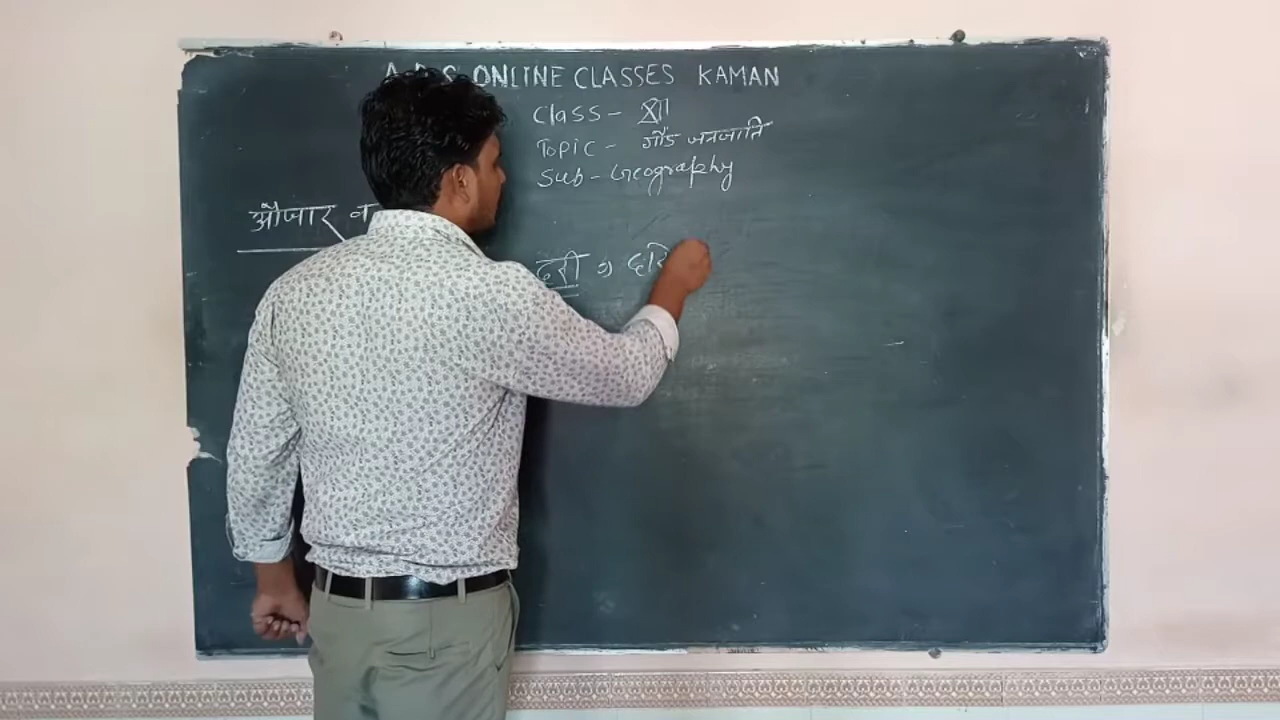 ONLINE CLASSES KAMAN
Class - XII
Topic - गौंड जनजाति
Sub - Geography
औजार व